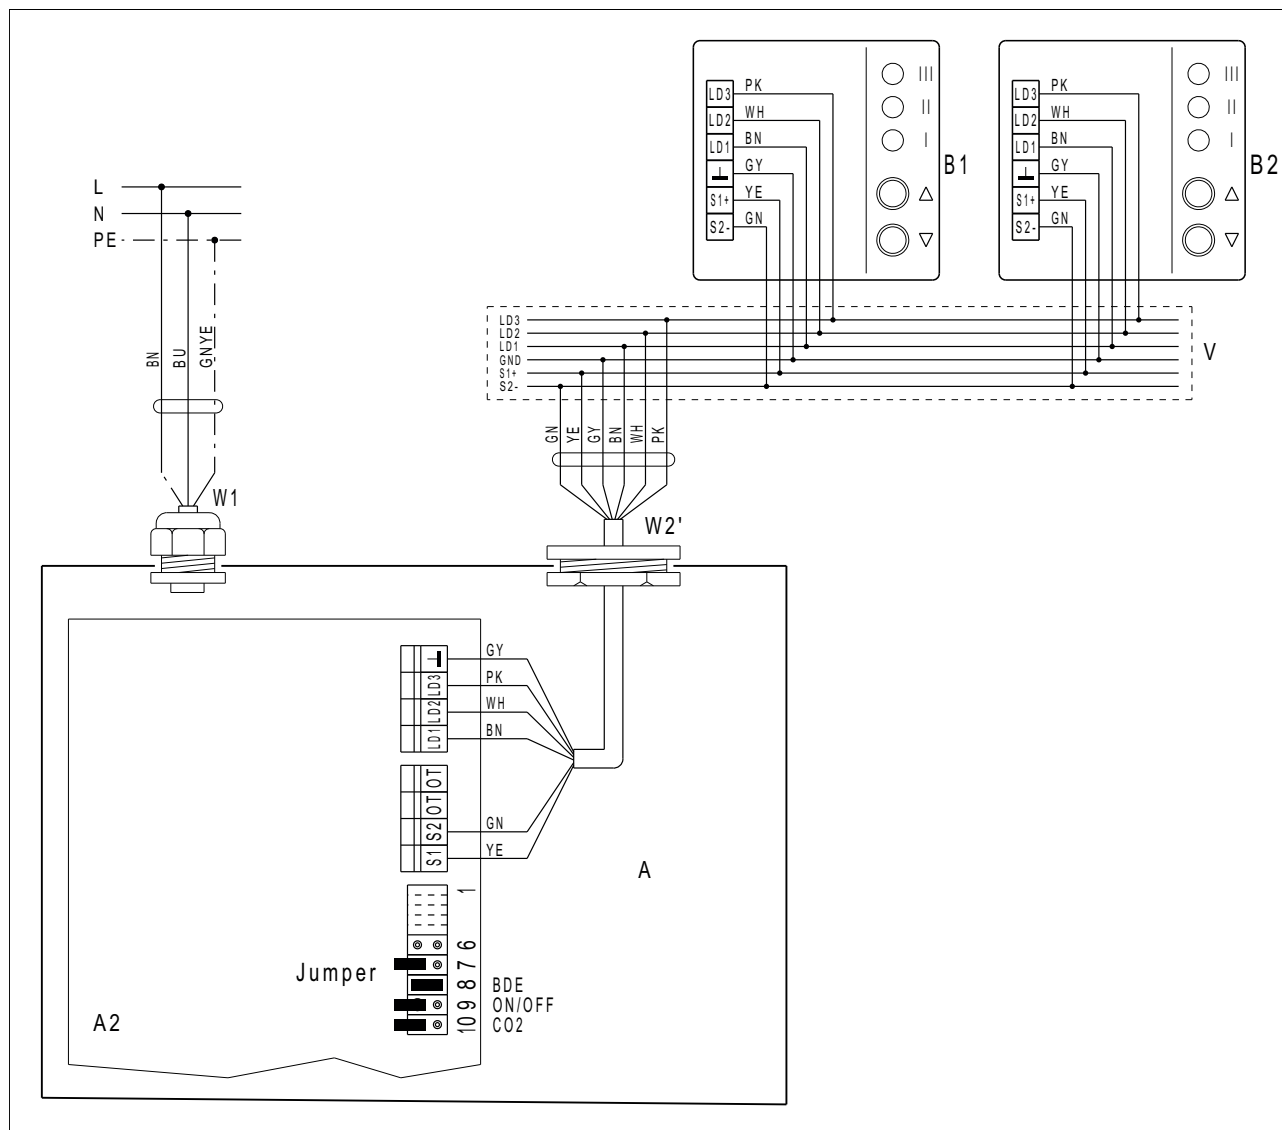 LD3 PK
LD2 WH
LD1 BN
GY
S1+ YE
S2- GN
III
II
I
B1
LD3 PK
LD2 WH
LD1 BN
GY
S1+ YE
S2- GN
III
II
I
B2
L
N
PE
BN
BU
GNYE
W1
LD3
LD2
LD1
GND
S1+
S2-
V
GN
YE
GY
BN
WH
PK
W2'
GY
LD3 PK
LD2 WH
LD1 BN
OT
OT
S2 GN
S1 YE
A
1
6
7
Jumper
8 BDE
9 ON/OFF
10 CO2
A2